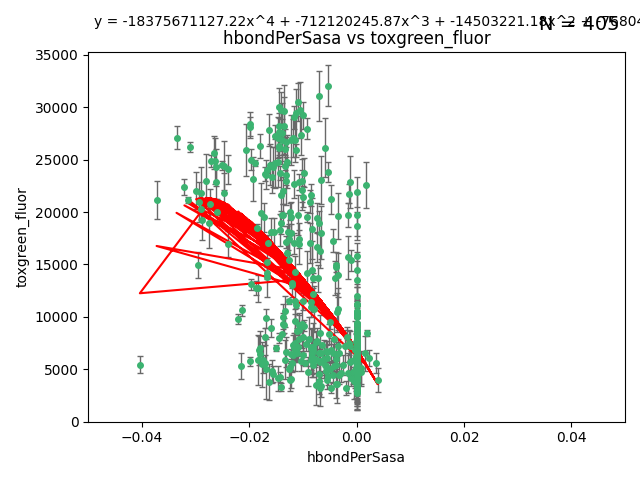 y = -18375671127.22x^4 + -712120245.87x^3 + -14503221.18x^2 +
N = 405
hbondPerSasa vs toxgreen_fluor
35000
30000
25000
20000
15000
10000
5000
0
toxgreen_fluor
−0.04
−0.02
0.00
0.02
0.04
hbondPerSasa